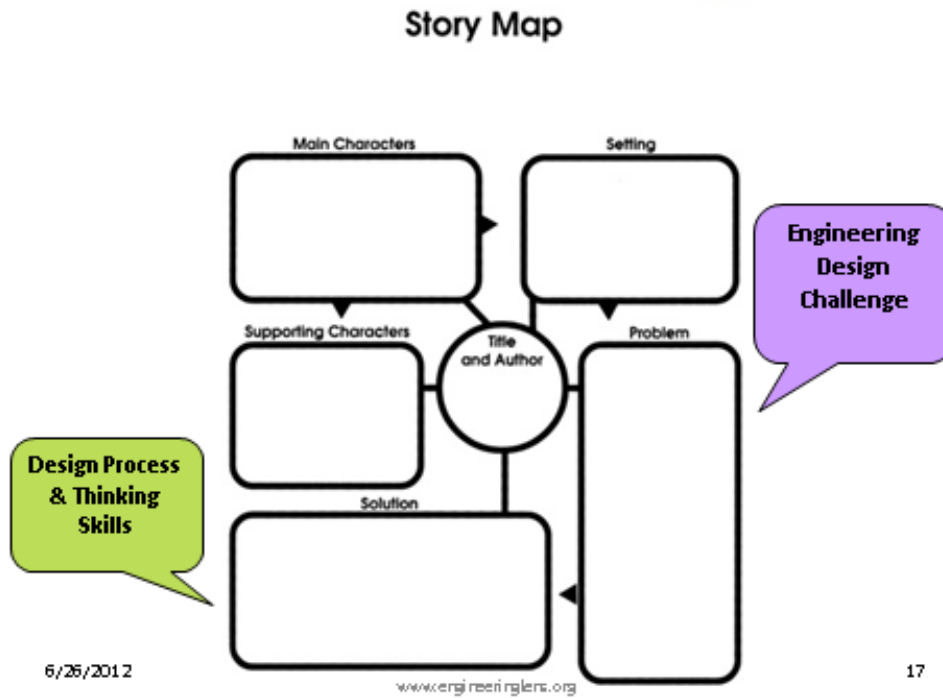 Story Map
Main Characters
Setting
Engineering
Design
Challenge
Supporting Characters
Title
and Author
Problem
Design Process
& Thinking
Skills
Solution
6/26/2012
www.engineeringlens.org
17